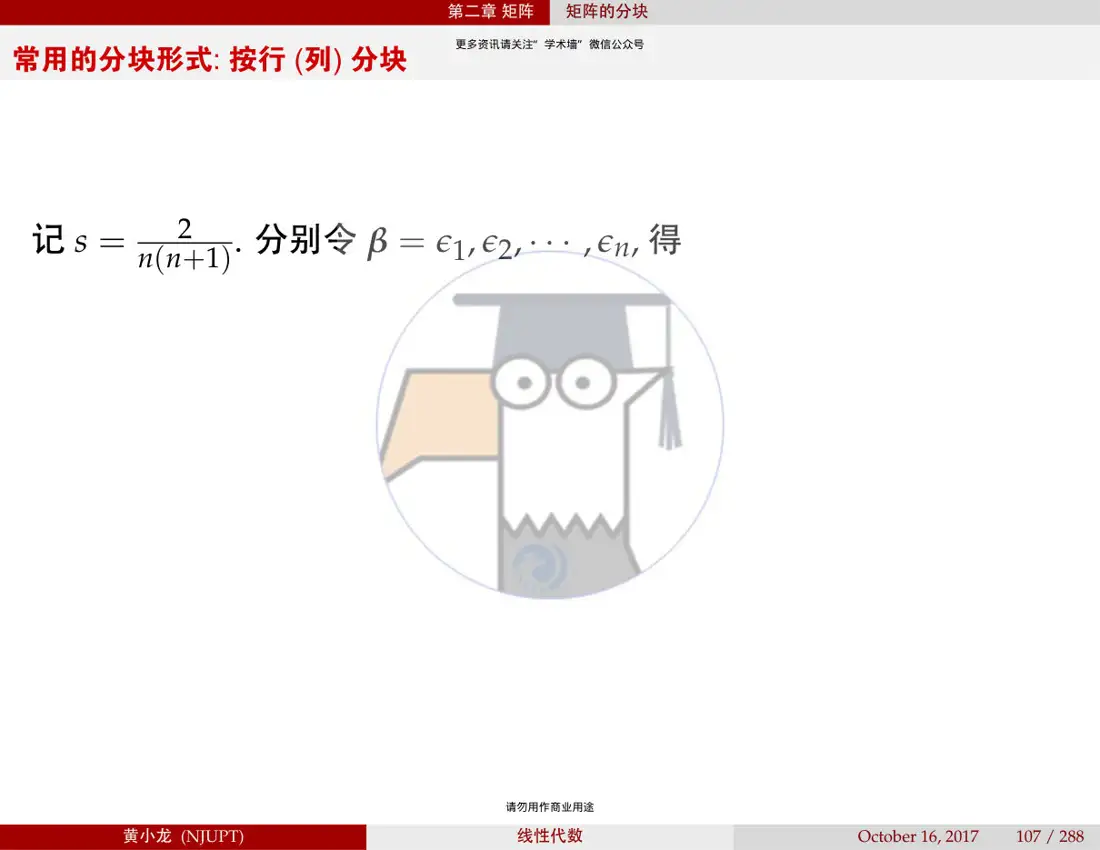 第二章 矩阵 矩阵的分块
更多资讯请关注“学术墙”微信公众号
常用的分块形式: 按行 (列) 分块
记 s = 2/(n(n+1)). 分别令 β = ϵ₁, ϵ₂, ⋯ , ϵₙ, 得
请勿用作商业用途
黄小龙 (NJUPT) 线性代数 October 16, 2017 107 / 288